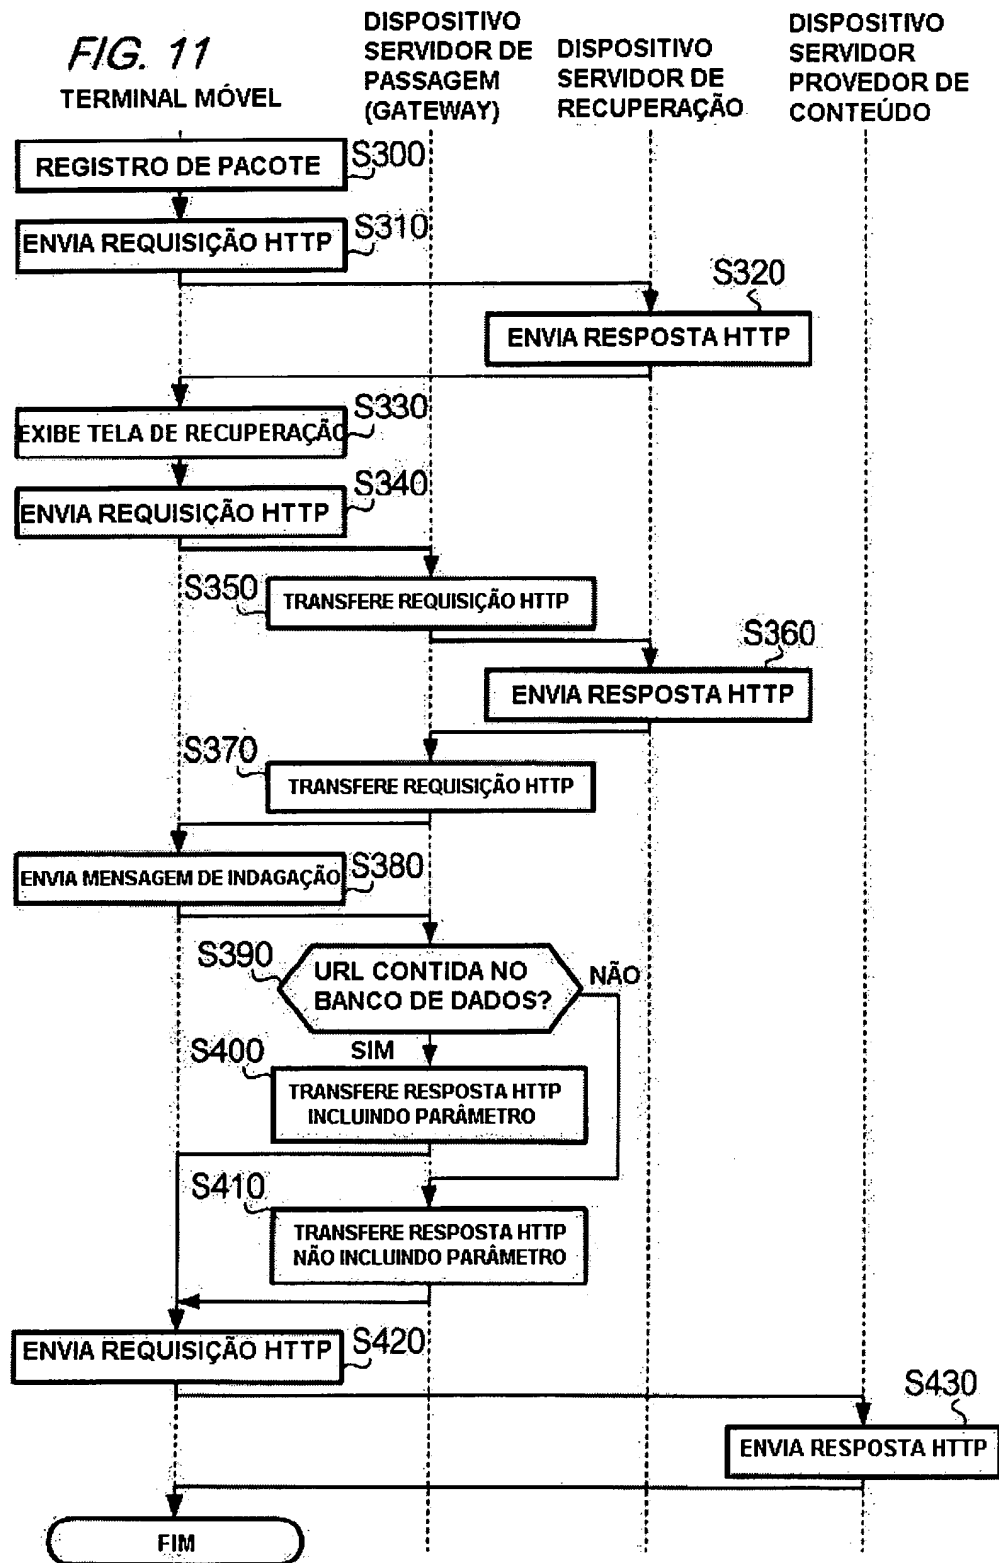 FIG. 11
TERMINAL MÓVEL
DISPOSITIVO
SERVIDOR DE
PASSAGEM
(GATEWAY)
DISPOSITIVO
SERVIDOR DE
RECUPERAÇÃO
DISPOSITIVO
SERVIDOR
PROVEDOR DE
CONTEÚDO
REGISTRO DE PACOTE
S300
ENVIA REQUISIÇÃO HTTP
S310
S320
ENVIA RESPOSTA HTTP
EXIBE TELA DE RECUPERAÇÃO
S330
ENVIA REQUISIÇÃO HTTP
S340
S350
TRANSFERE REQUISIÇÃO HTTP
S360
ENVIA RESPOSTA HTTP
S370
TRANSFERE REQUISIÇÃO HTTP
ENVIA MENSAGEM DE INDAGAÇÃO
S380
S390
URL CONTIDA NO
BANCO DE DADOS?
NÃO
SIM
S400
TRANSFERE RESPOSTA HTTP
INCLUINDO PARÂMETRO
S410
TRANSFERE RESPOSTA HTTP
NÃO INCLUINDO PARÂMETRO
ENVIA REQUISIÇÃO HTTP
S420
S430
ENVIA RESPOSTA HTTP
FIM